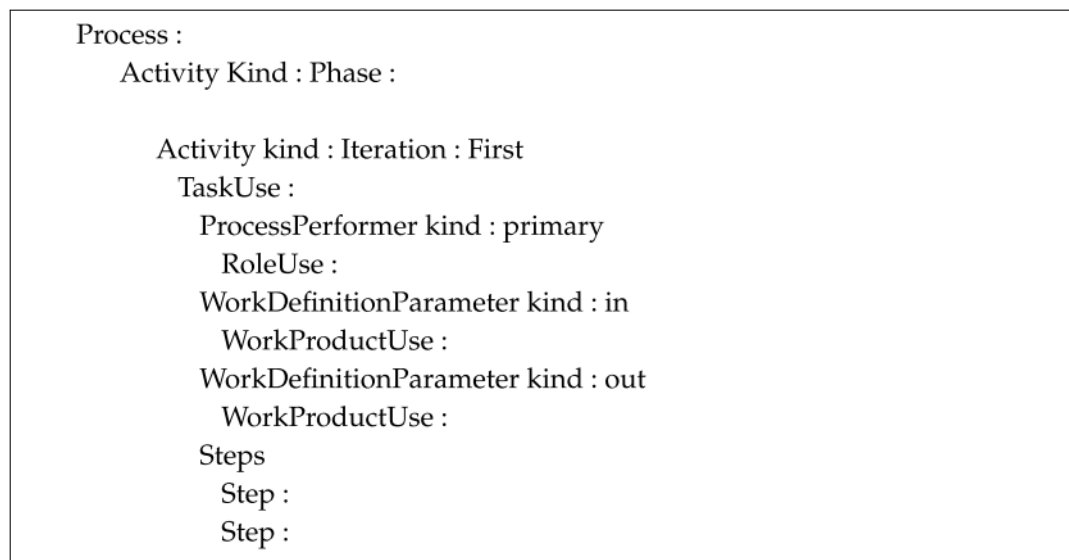 Process :
Activity Kind : Phase :
Activity kind : Iteration : First
TaskUse :
ProcessPerformer kind : primary
RoleUse :
WorkDefinitionParameter kind : in
WorkProductUse :
WorkDefinitionParameter kind : out
WorkProductUse :
Steps
Step :
Step :